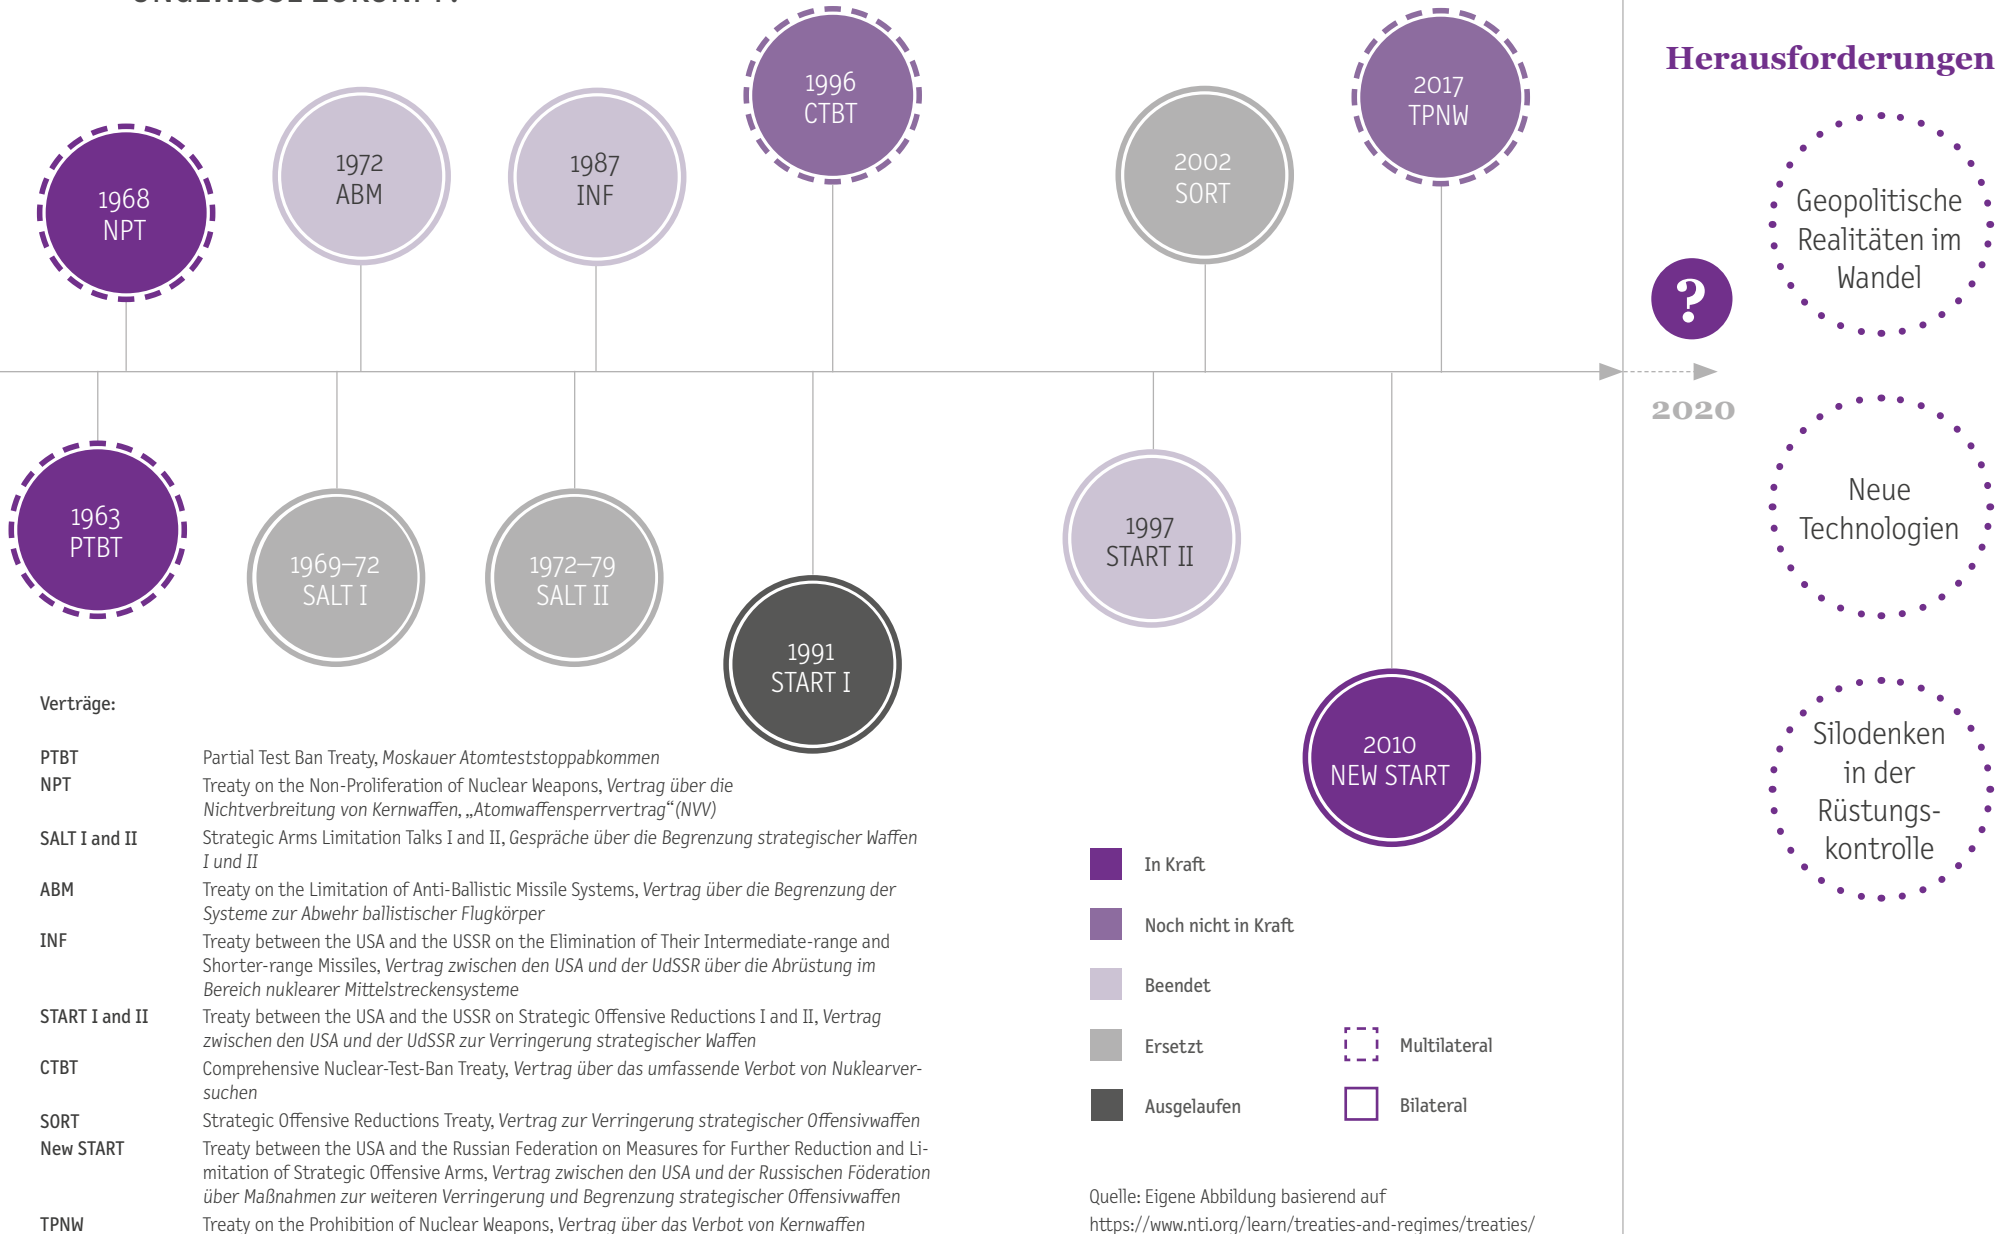 UNGEWISSE ZUKUNFT?
1996
CTBT
2017
TPNW
Herausforderungen
1972
ABM
1987
INF
2002
SORT
1968
NPT
Geopolitische
Realitäten im
Wandel
?
2020
1963
PTBT
1969–72
SALT I
1972–79
SALT II
1991
START I
1997
START II
2010
NEW START
Neue
Technologien
Silodenken
in der
Rüstungs-
kontrolle
Verträge:
PTBT Partial Test Ban Treaty, Moskauer Atomteststoppabkommen
NPT Treaty on the Non-Proliferation of Nuclear Weapons, Vertrag über die
Nichtverbreitung von Kernwaffen, „Atomwaffensperrvertrag“(NVV)
SALT I and II Strategic Arms Limitation Talks I and II, Gespräche über die Begrenzung strategischer Waffen
I und II
ABM Treaty on the Limitation of Anti-Ballistic Missile Systems, Vertrag über die Begrenzung der
Systeme zur Abwehr ballistischer Flugkörper
INF Treaty between the USA and the USSR on the Elimination of Their Intermediate-range and
Shorter-range Missiles, Vertrag zwischen den USA und der UdSSR über die Abrüstung im
Bereich nuklearer Mittelstreckensysteme
START I and II Treaty between the USA and the USSR on Strategic Offensive Reductions I and II, Vertrag
zwischen den USA und der UdSSR zur Verringerung strategischer Waffen
CTBT Comprehensive Nuclear-Test-Ban Treaty, Vertrag über das umfassende Verbot von Nuklearver-
suchen
SORT Strategic Offensive Reductions Treaty, Vertrag zur Verringerung strategischer Offensivwaffen
New START Treaty between the USA and the Russian Federation on Measures for Further Reduction and Li-
mitation of Strategic Offensive Arms, Vertrag zwischen den USA und der Russischen Föderation
über Maßnahmen zur weiteren Verringerung und Begrenzung strategischer Offensivwaffen
TPNW Treaty on the Prohibition of Nuclear Weapons, Vertrag über das Verbot von Kernwaffen
In Kraft
Noch nicht in Kraft
Beendet
Ersetzt
Ausgelaufen
Multilateral
Bilateral
Quelle: Eigene Abbildung basierend auf
https://www.nti.org/learn/treaties-and-regimes/treaties/